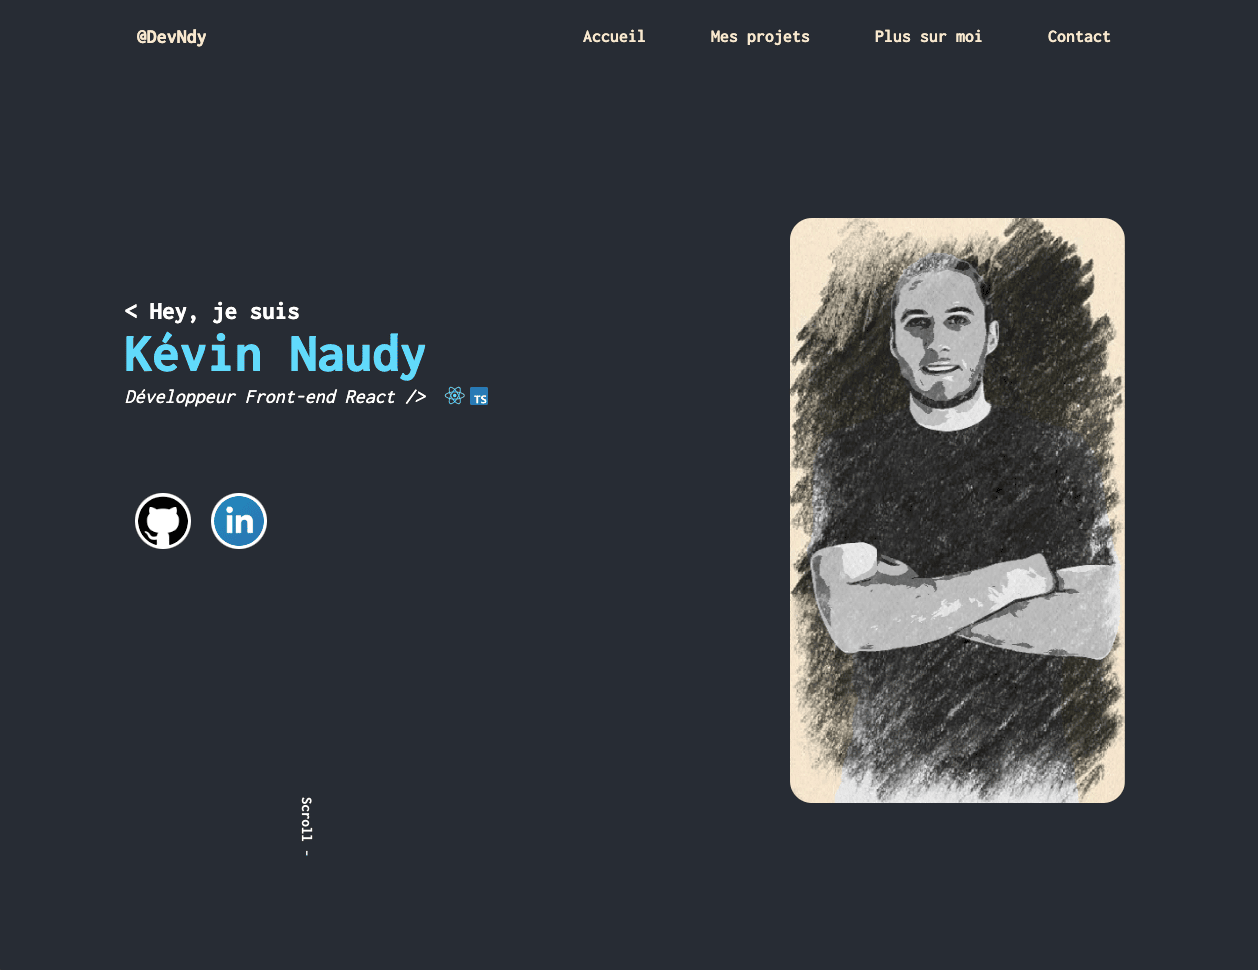 @DevNdy
Accueil Mes projets Plus sur moi Contact
< Hey, je suis
Kévin Naudy
Développeur Front-end React />
TS
in
Scroll -